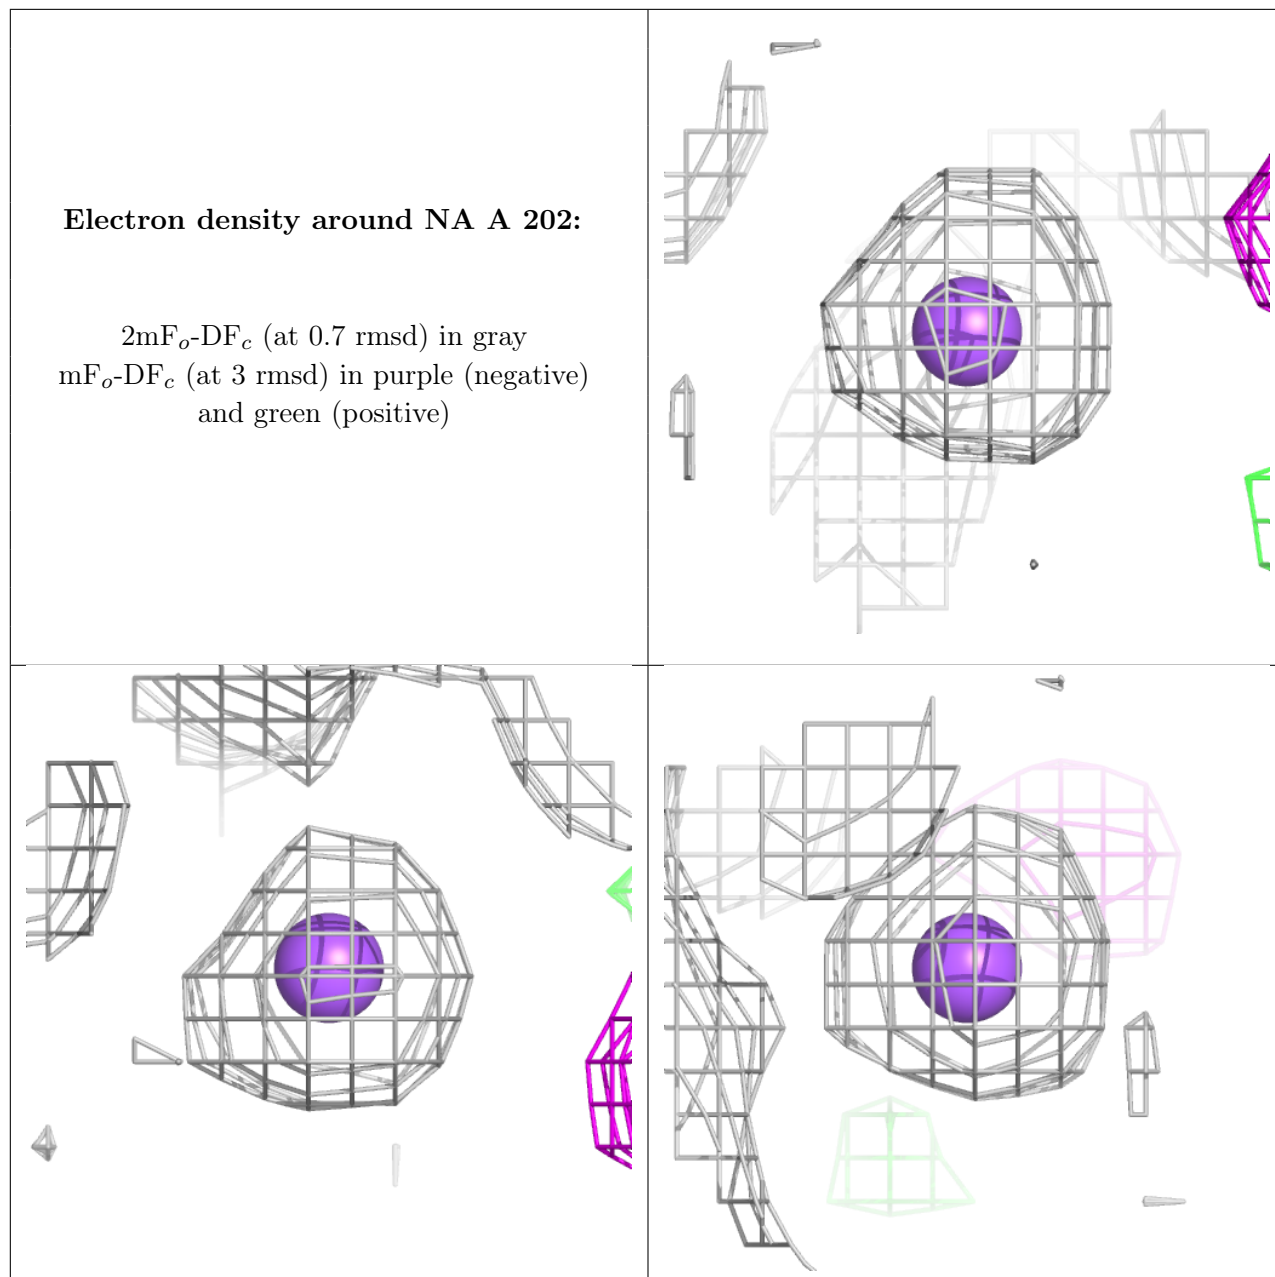 Electron density around NA A 202:
2mFo-DFc (at 0.7 rmsd) in gray
mFo-DFc (at 3 rmsd) in purple (negative)
and green (positive)